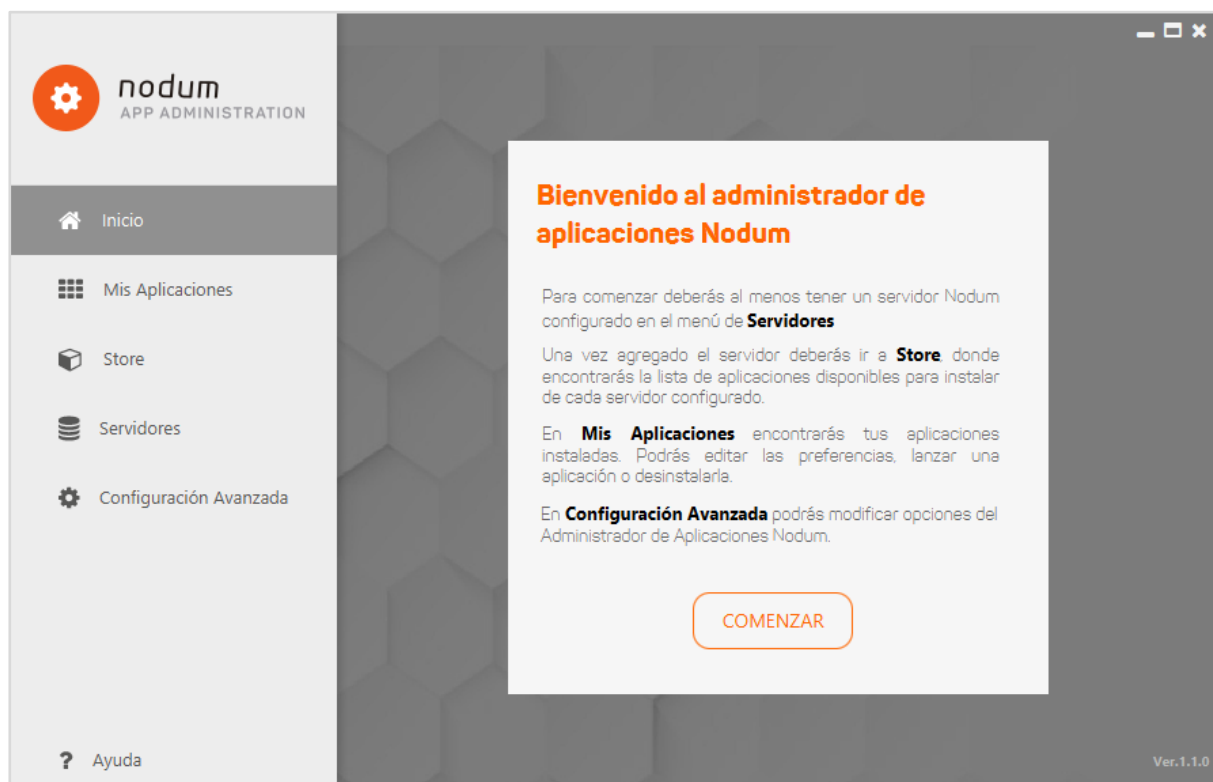 nodum
APP ADMINISTRATION
Inicio
Mis Aplicaciones
Store
Servidores
Configuración Avanzada
Ayuda
Bienvenido al administrador de
aplicaciones Nodum
Para comenzar deberás al menos tener un servidor Nodum
configurado en el menú de Servidores
Una vez agregado el servidor deberás ir a Store, donde
encontrarás la lista de aplicaciones disponibles para instalar
de cada servidor configurado.
En Mis Aplicaciones encontrarás tus aplicaciones
instaladas. Podrás editar las preferencias, lanzar una
aplicación o desinstalarla.
En Configuración Avanzada podrás modificar opciones del
Administrador de Aplicaciones Nodum.
COMENZAR
Ver.1.1.0